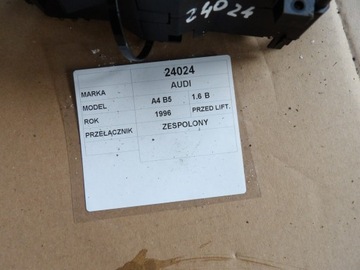 24024
24024
MARKA AUDI
MODEL A4 B5 1.6 B
ROK 1996 PRZED LIFT.
PRZEŁĄCZNIK ZESPOLONY